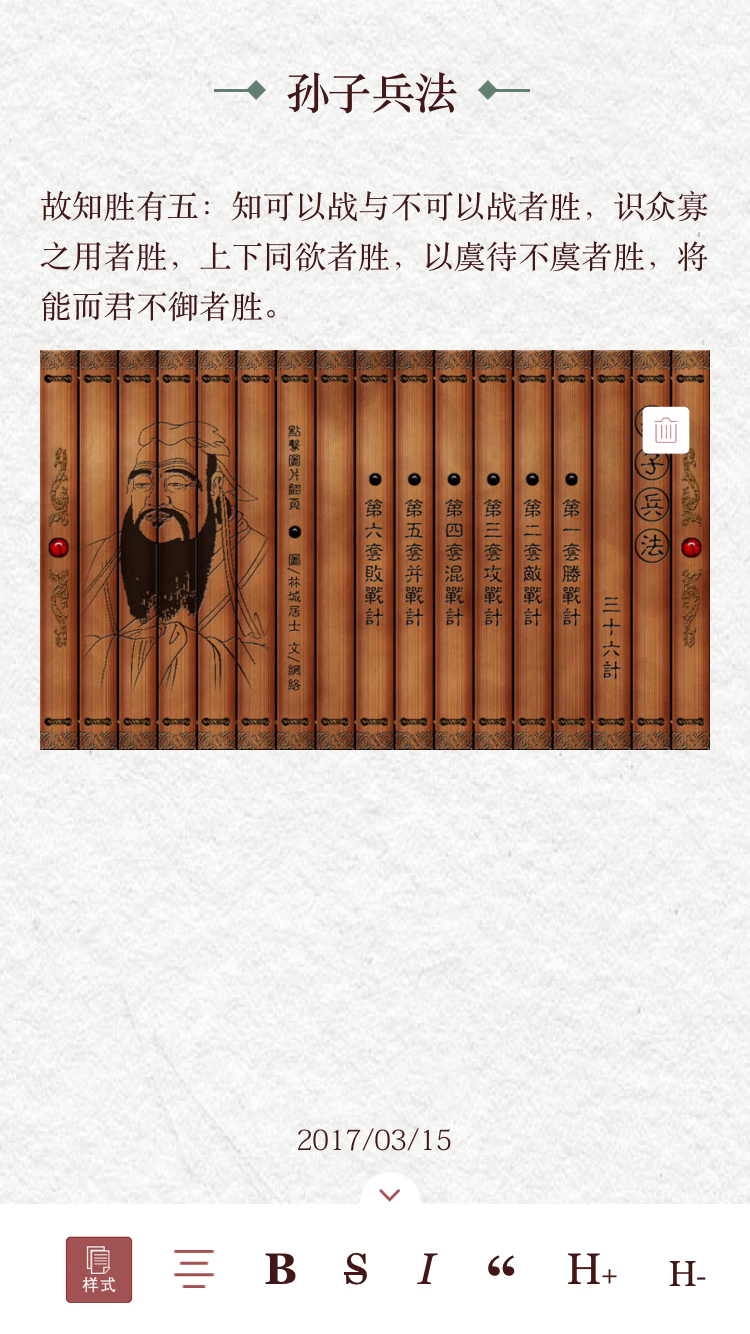 孙子兵法
故知胜有五：知可以战与不可以战者胜，识众寡
之用者胜，上下同欲者胜，以虞待不虞者胜，将
能而君不御者胜。
子兵法
三十六計
第一套勝戰計
第二套敵戰計
第三套攻戰計
第四套混戰計
第五套并戰計
第六套敗戰計
點擊圖片翻頁 ● 圖/林城居士 文/網絡
2017/03/15
样式
B
S
I
“
H+
H-